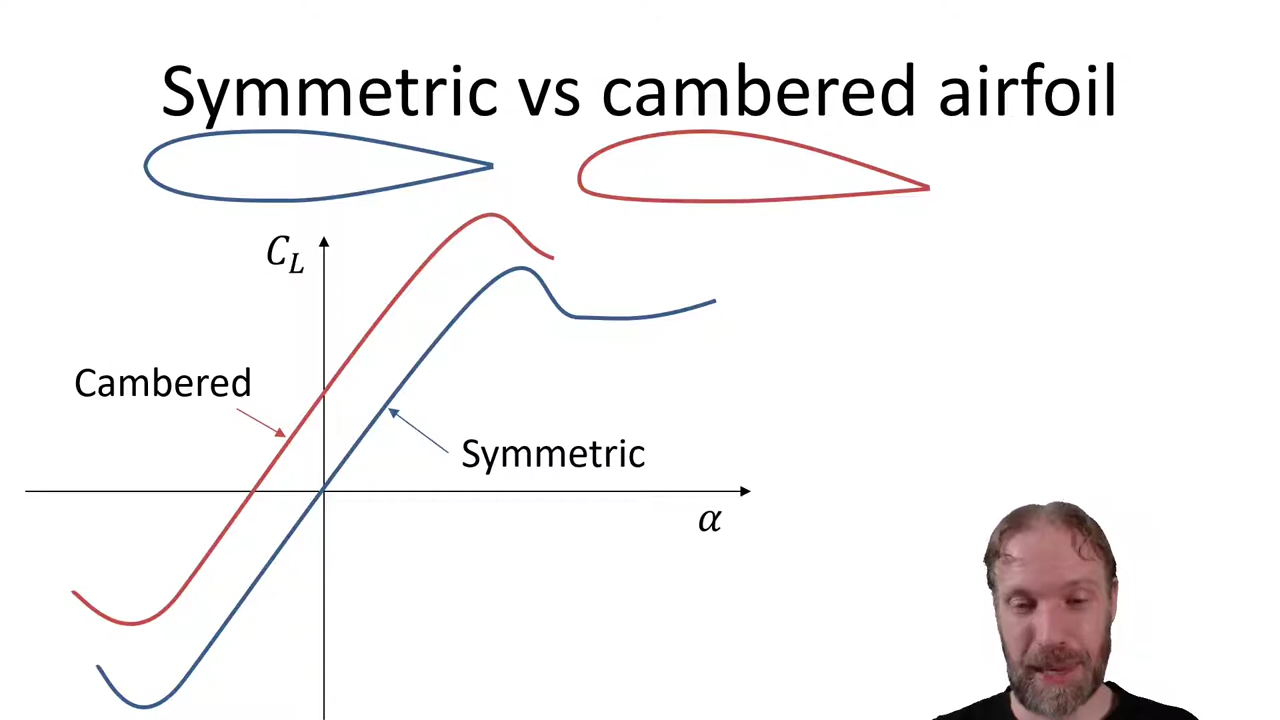 Symmetric vs cambered airfoil
C_L
Cambered
Symmetric
α